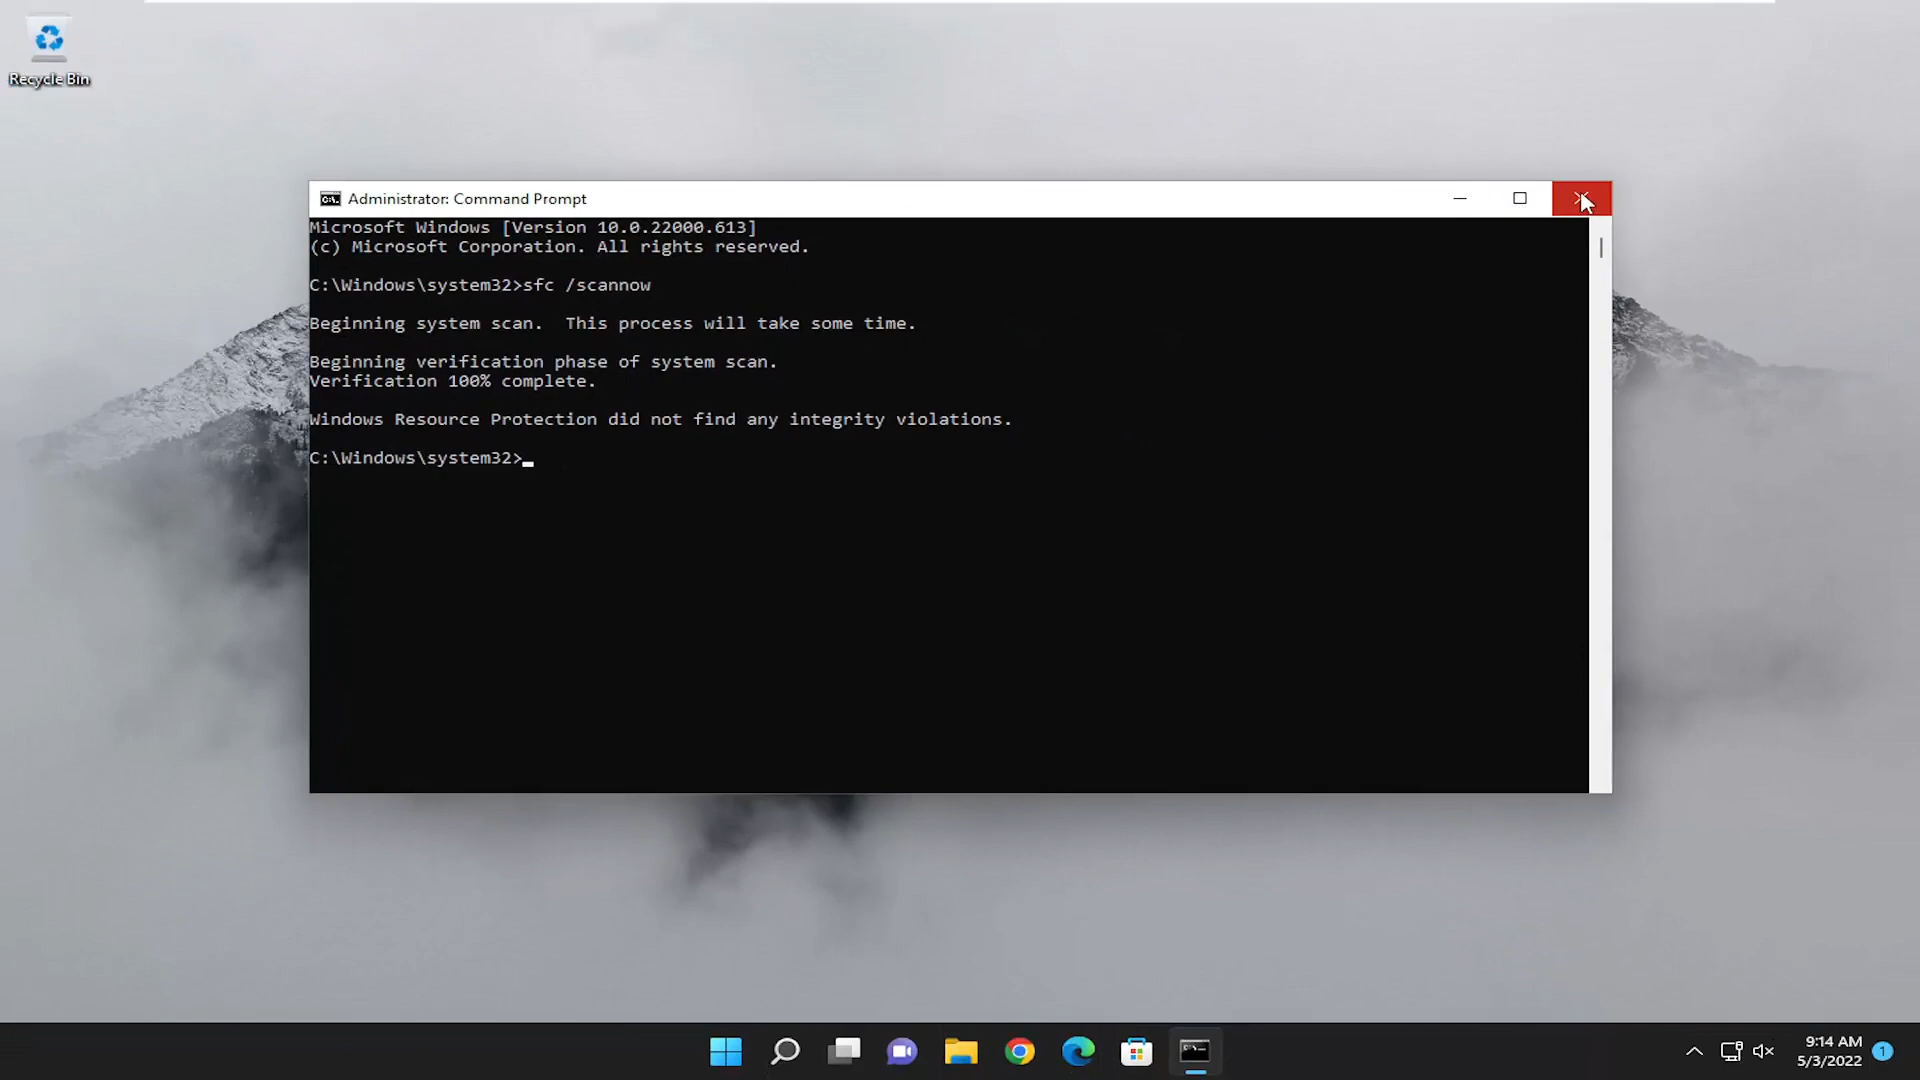 Recycle Bin
Administrator: Command Prompt
Microsoft Windows [Version 10.0.22000.613]
(c) Microsoft Corporation. All rights reserved.
C:\Windows\system32>sfc /scannow
Beginning system scan.  This process will take some time.
Beginning verification phase of system scan.
Verification 100% complete.
Windows Resource Protection did not find any integrity violations.
C:\Windows\system32>
9:14 AM
5/3/2022
1